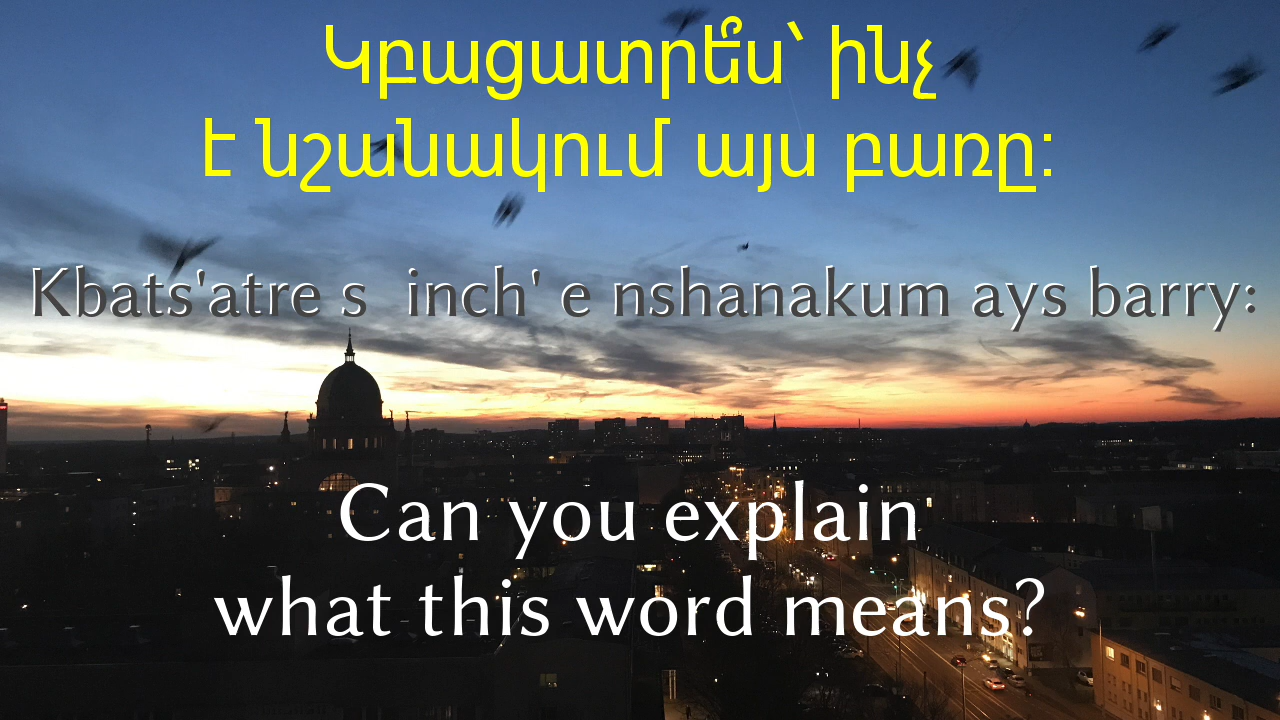 Կբացատրե՞ս՝ ինչ
է նշանակում այս բառը:
Kbats'atre s  inch' e nshanakum ays barry:
Can you explain
what this word means?